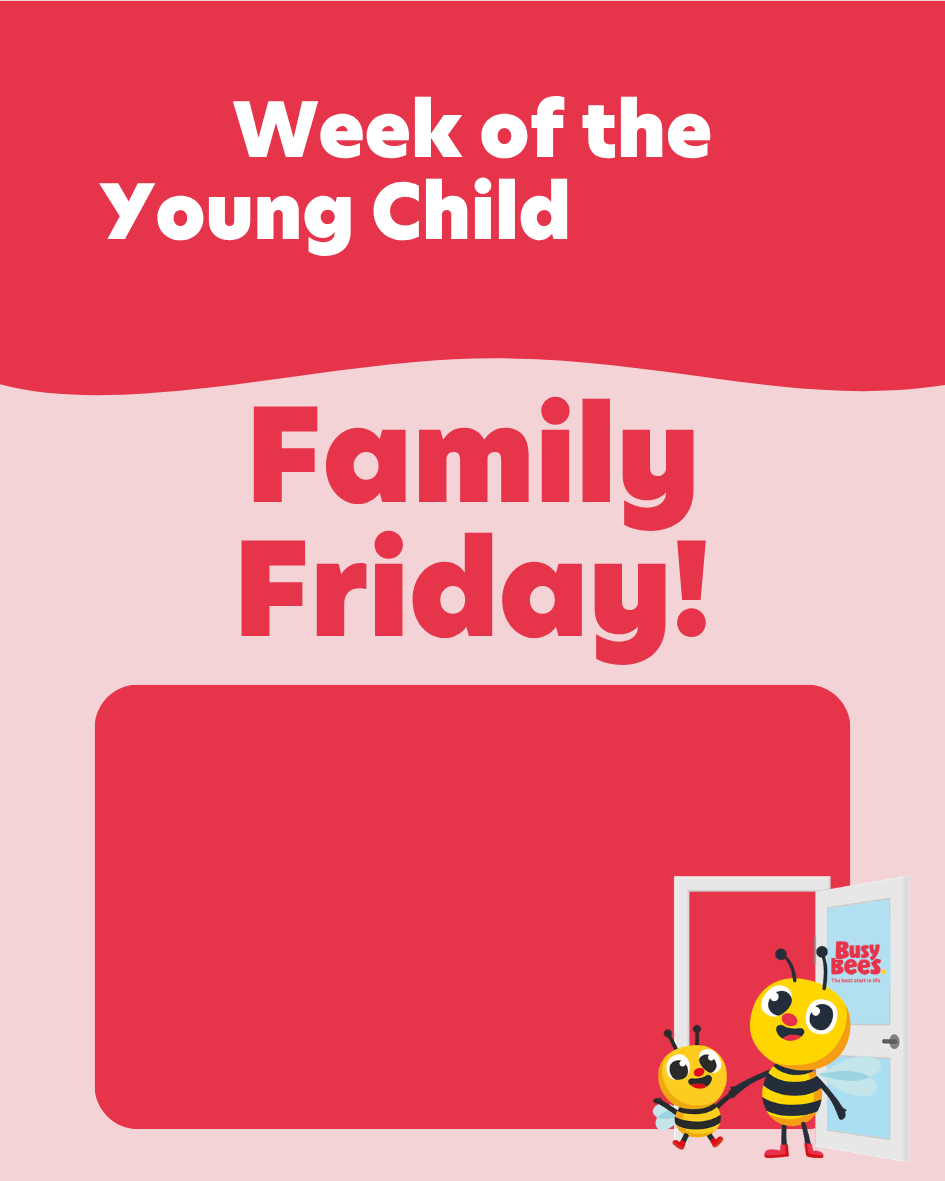 Week of the
Young Child
Family
Friday!
Busy
Bees.
The best start in life